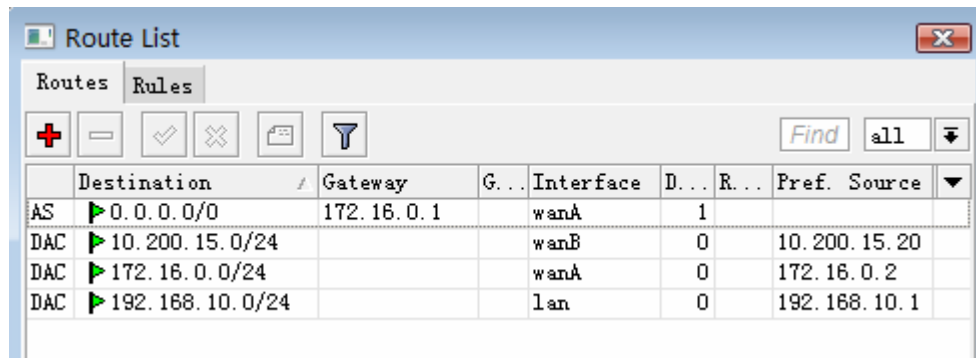 Route List
Routes Rules
Find all
Destination Gateway G... Interface D... R... Pref. Source
AS 0.0.0.0/0 172.16.0.1 wanA 1
DAC 10.200.15.0/24 wanB 0 10.200.15.20
DAC 172.16.0.0/24 wanA 0 172.16.0.2
DAC 192.168.10.0/24 lan 0 192.168.10.1